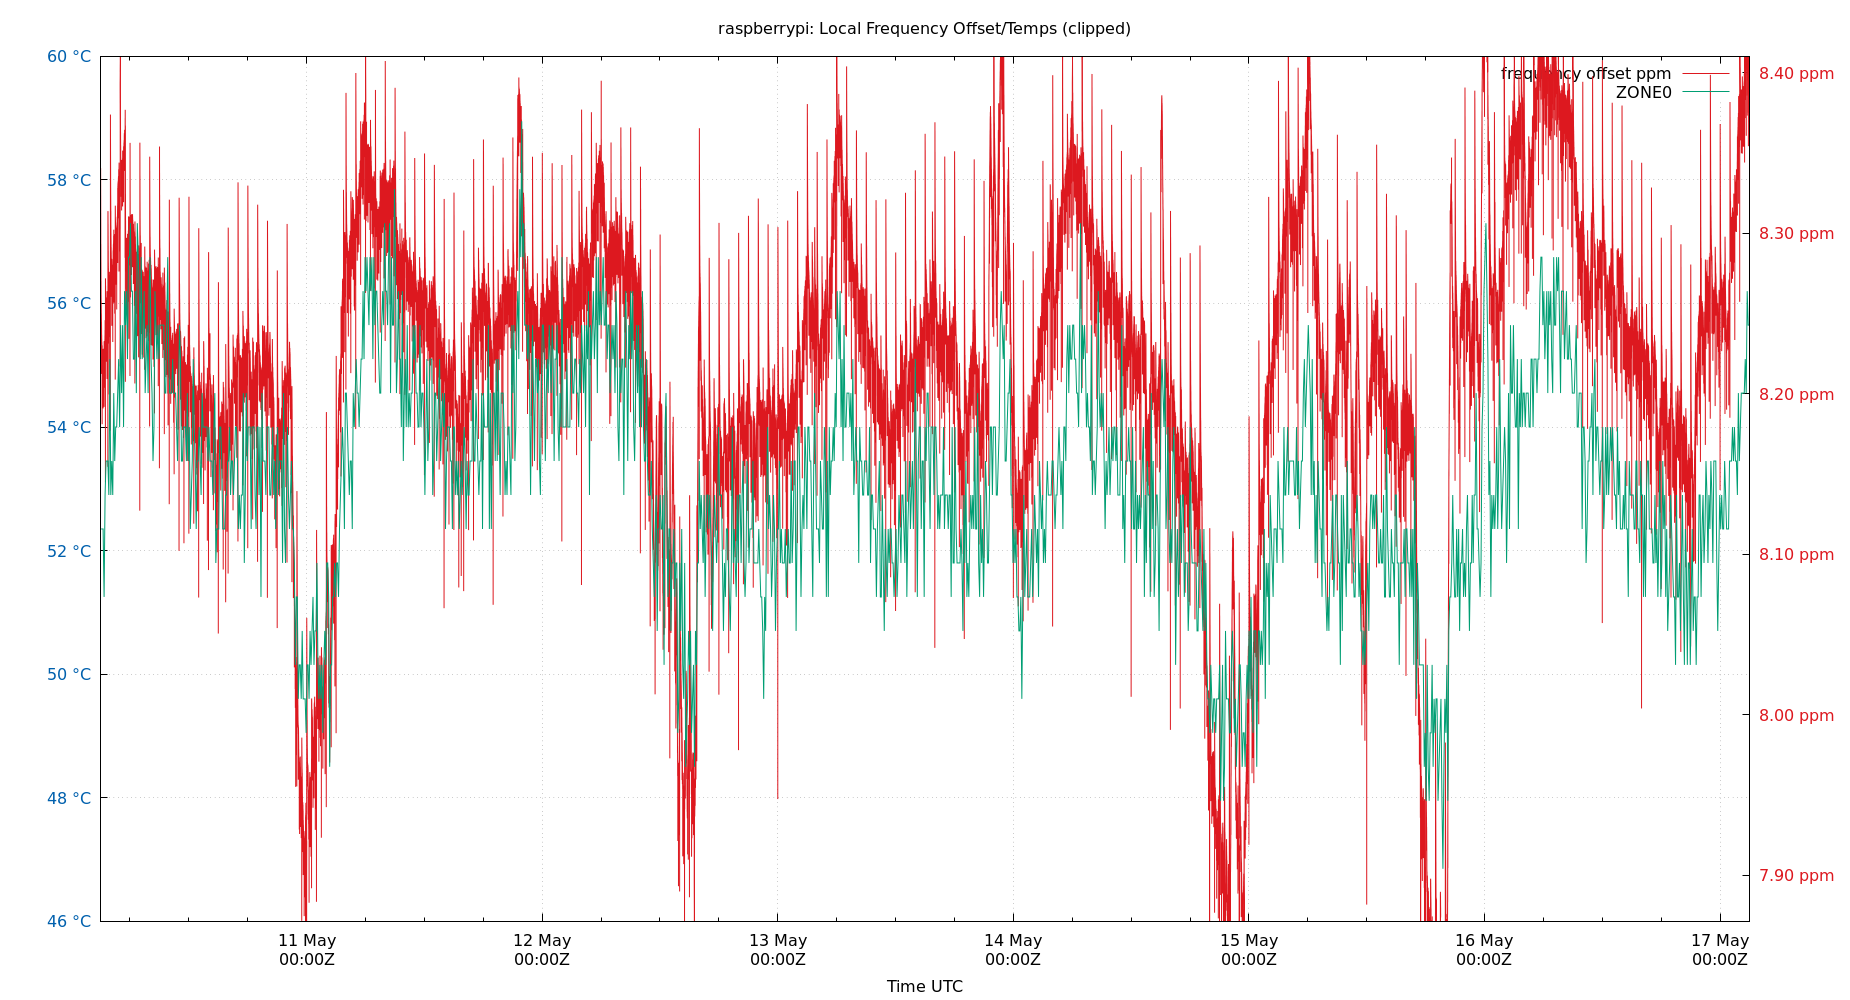 raspberrypi: Local Frequency Offset/Temps (clipped)
60 °C
58 °C
56 °C
54 °C
52 °C
50 °C
48 °C
46 °C
frequency offset ppm
ZONE0
8.40 ppm
8.30 ppm
8.20 ppm
8.10 ppm
8.00 ppm
7.90 ppm
11 May
00:00Z
12 May
00:00Z
13 May
00:00Z
14 May
00:00Z
15 May
00:00Z
16 May
00:00Z
17 May
00:00Z
Time UTC